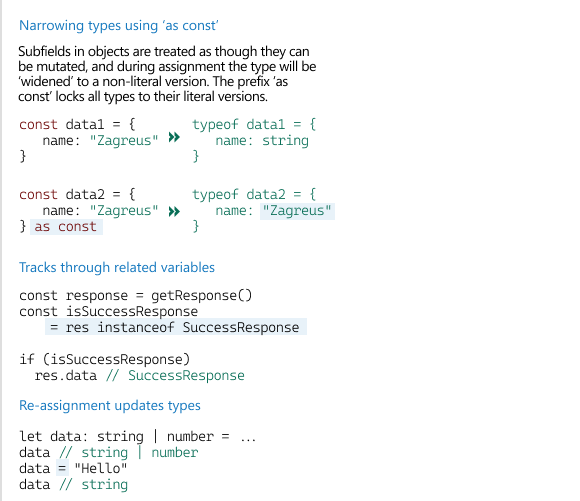 Narrowing types using ‘as const’
Subfields in objects are treated as though they can
be mutated, and during assignment the type will be
‘widened’ to a non-literal version. The prefix ‘as
const’ locks all types to their literal versions.
const data1 = {
name: "Zagreus"
}
»
typeof data1 = {
name: string
}
const data2 = {
name: "Zagreus"
} as const
»
typeof data2 = {
name: "Zagreus"
}
Tracks through related variables
const response = getResponse()
const isSuccessResponse
= res instanceof SuccessResponse
if (isSuccessResponse)
res.data // SuccessResponse
Re-assignment updates types
let data: string | number = ...
data // string | number
data = "Hello"
data // string